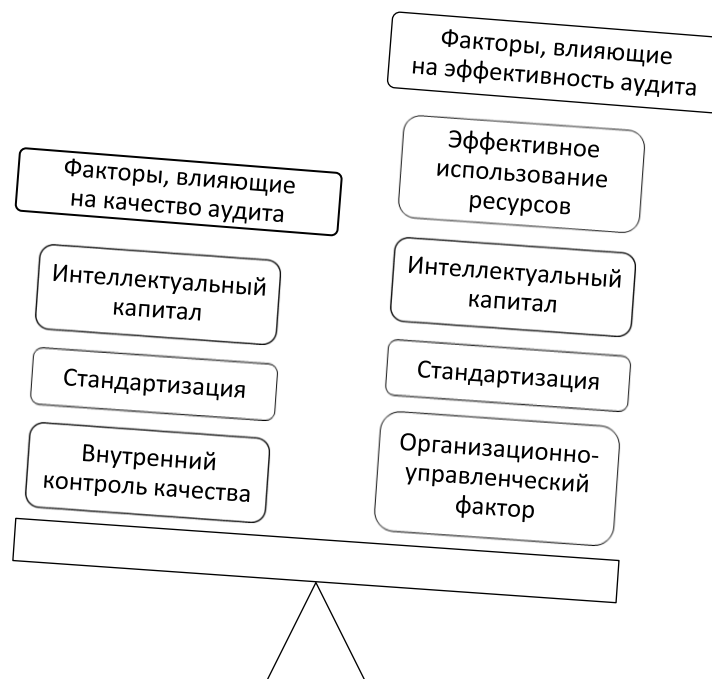 Факторы, влияющие
на качество аудита
Интеллектуальный
капитал
Стандартизация
Внутренний
контроль качества
Факторы, влияющие
на эффективность аудита
Эффективное
использование
ресурсов
Интеллектуальный
капитал
Стандартизация
Организационно-
управленческий
фактор